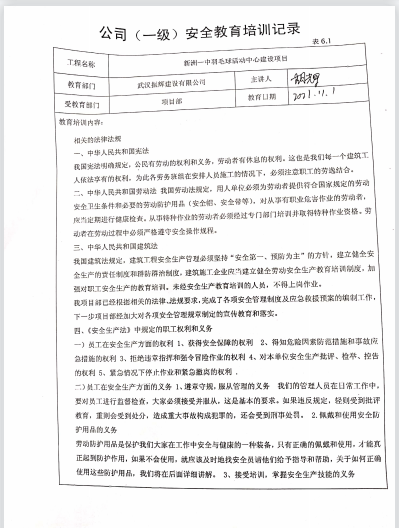 公司（一级）安全教育培训记录
表 6.1
工程名称 新洲一中羽毛球活动中心建设项目
教育部门 武汉振辉建设有限公司 主讲人
受教育部门 项目部 教育日期 2021.11.1
教育培训内容：
相关的法律法规
一、中华人民共和国宪法
我国宪法明确规定，公民有劳动的权利和义务，劳动者有休息的权利。这也是我们每一个建筑工
人依法享有的权利。为此各劳务班组在安排人员施工的情况下，必须注意职工的劳逸结合。
二、中华人民共和国劳动法 我国劳动法规定，用人单位必须为劳动者提供符合国家规定的劳动
安全卫生条件和必要的劳动防护用品（安全帽、安全带等）。对从事有职业危害作业的劳动者，
应当定期进行健康检查。从事特种作业的劳动者必须经过专门部门培训并取得特种作业资格。劳
动者在劳动过程中必须严格遵守安全操作规程。
三、中华人民共和国建筑法
我国建筑法规定，建筑工程安全生产管理必须坚持“安全第一、预防为主”的方针，建立健全安
全生产的责任制度和群防群治制度。建筑施工企业应当建立健全劳动安全生产教育培训制度，加
强对职工安全生产的教育培训。未经安全生产教育培训的人员，不得上岗作业。
我项目部已经根据相关的法律、法规要求，完成了各项安全管理制度及应急救援预案的编制工作，
下一步项目部经加大对各项安全管理规章制定的宣传教育和落实。
四、《安全生产法》中规定的职工权利和义务
一）员工在安全生产方面的权利 1、获得安全保障的权利 2、得知危险因素防范措施和事故应
急措施的权利 3、拒绝违章指挥和强令冒险作业的权利 4、对本单位安全生产批评、检举、控告
的权利 5、紧急情况下停止作业和紧急撤离的权利 .
二）员工在安全生产方面的义务 1、遵章守规，服从管理的义务 我们的管理人员在日常工作中，
要对员工进行监督检查，大家必须接受并服从，这是基本的要求。如果违反规定，轻则受到批评
教育，重则会受到处分，造成重大事故构成犯罪的，还会受到刑事处罚。 2.佩戴和使用安全防
护用品的义务
劳动防护用品是保护我们大家在工作中安全与健康的一种装备，只有正确的佩戴和使用，才能真
正起到防护作用，如果不会使用，就应该及时地找安全员请他们给予指导和帮助，关于如何正确
使用这些防护用品，我们将在后面详细讲解。 3、接受培训，掌握安全生产技能的义务